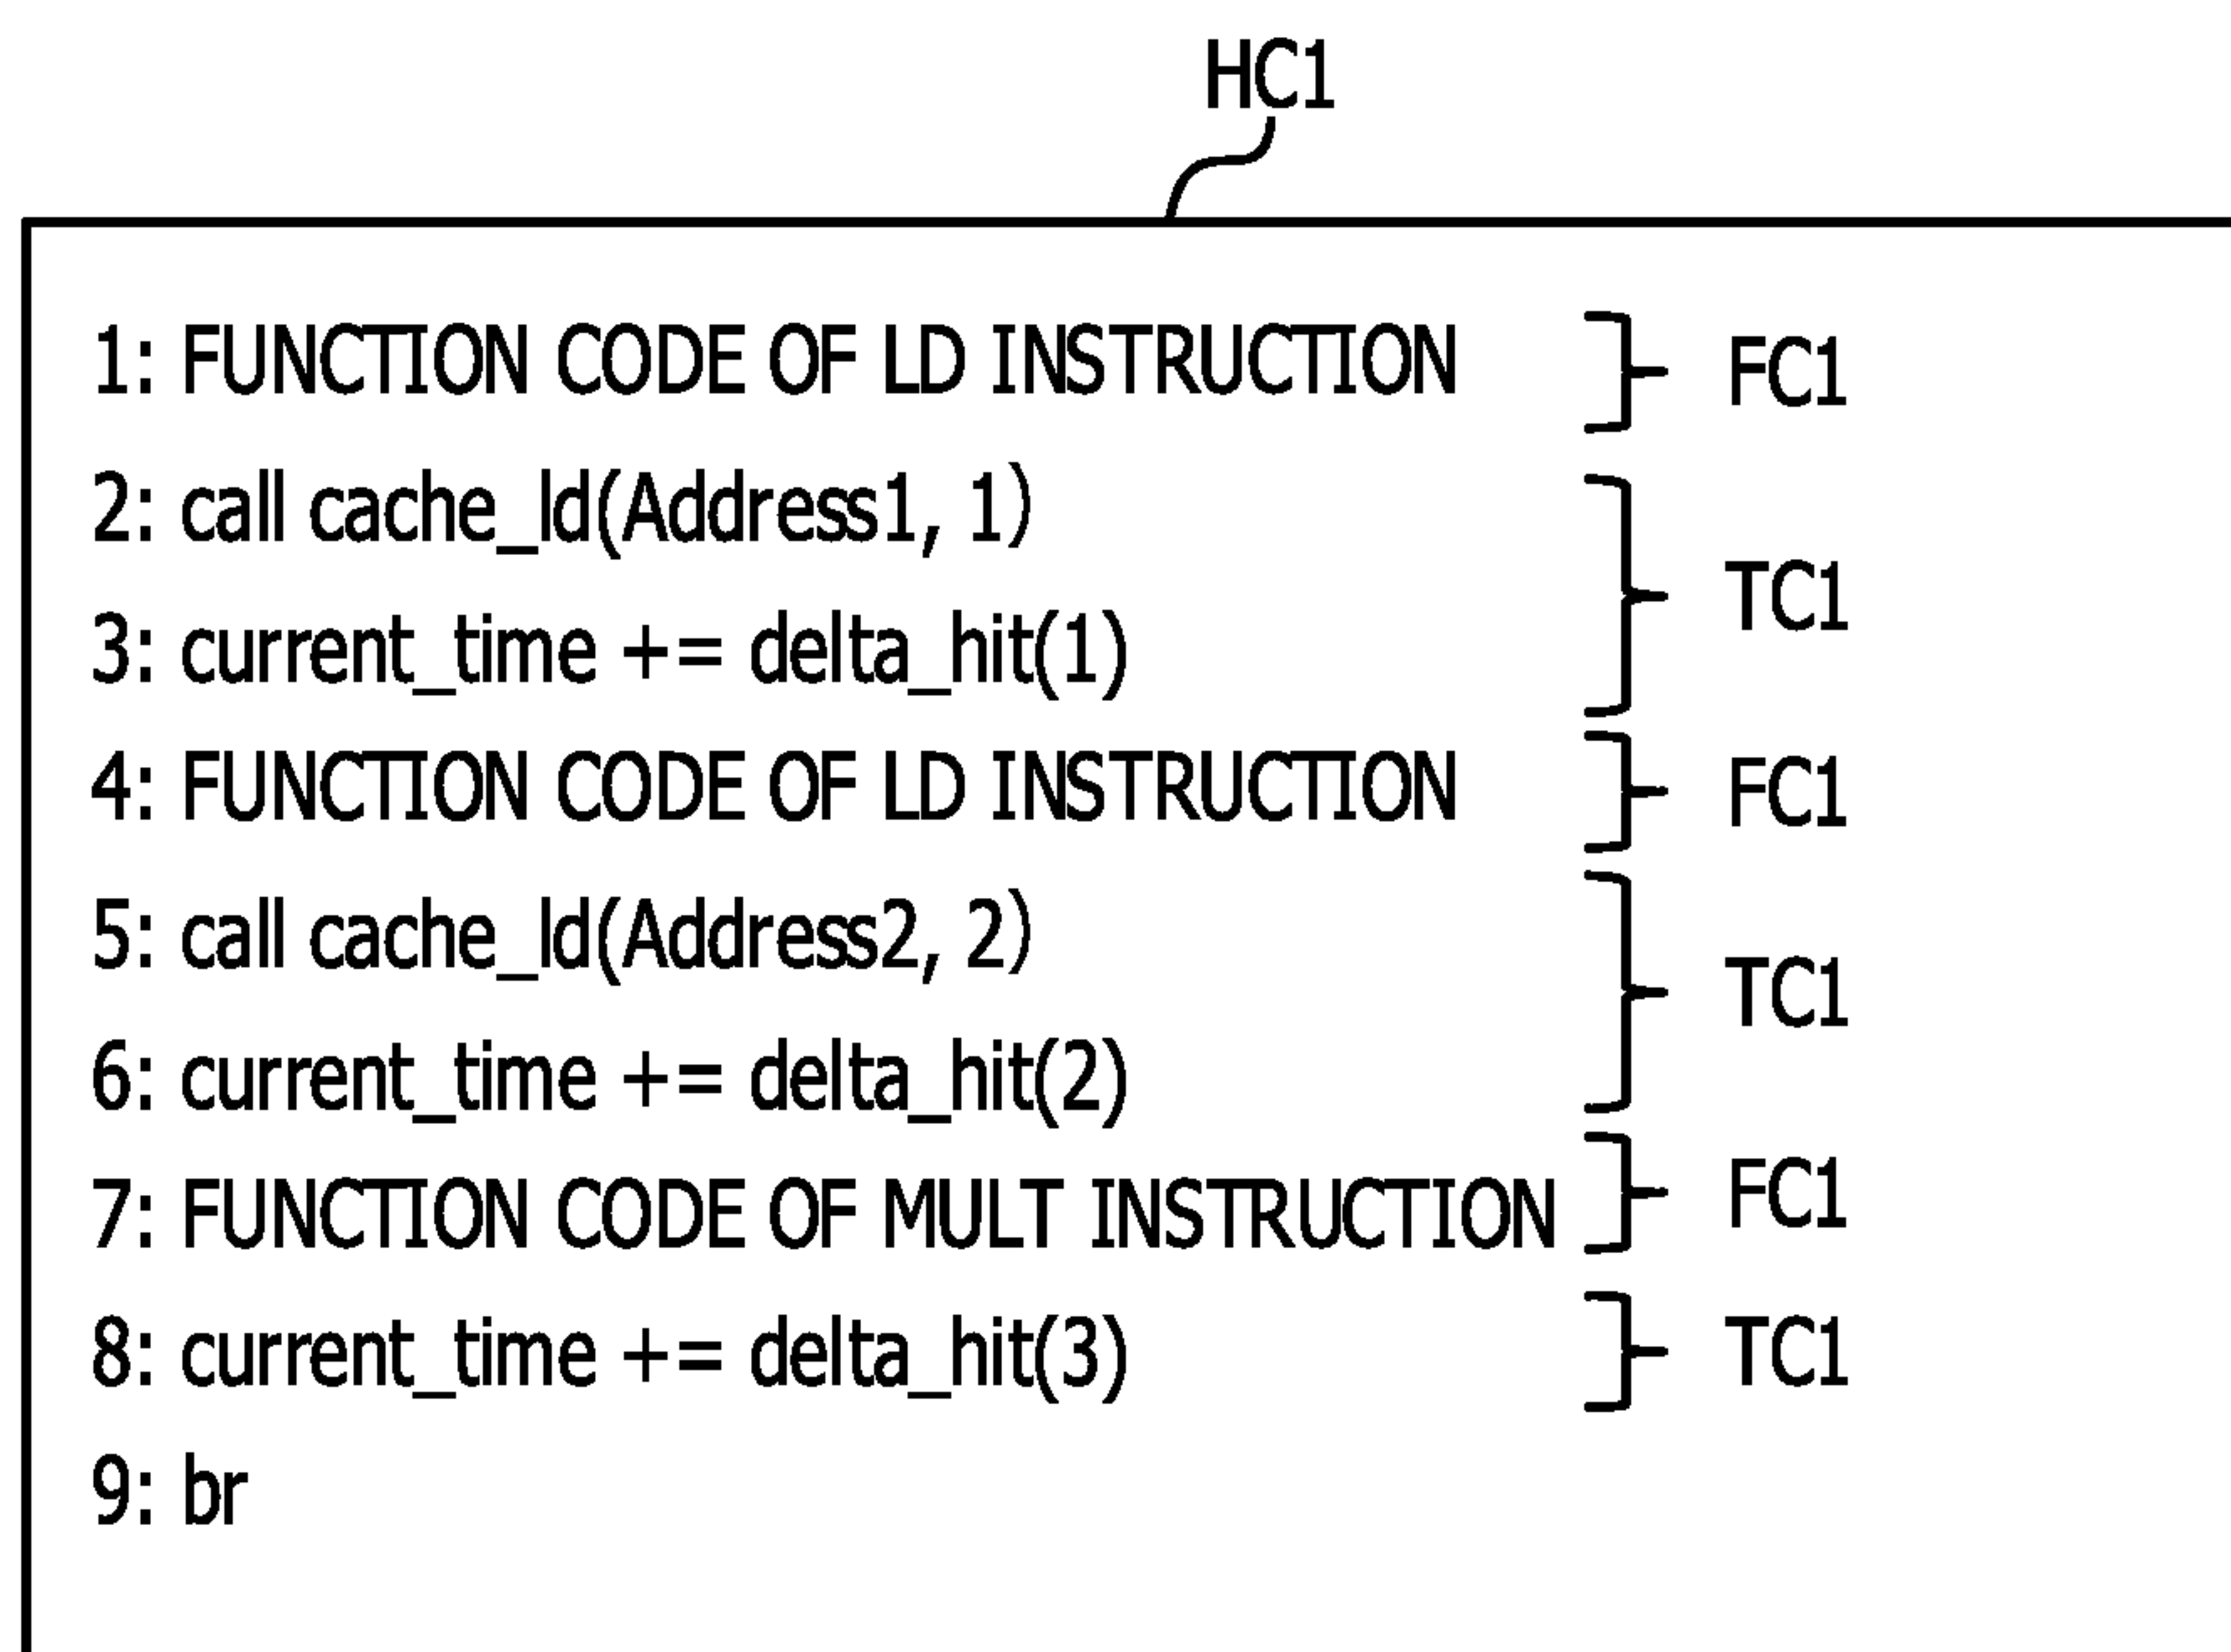 HC1
1: FUNCTION CODE OF LD INSTRUCTION FC1
2: call cache_ld(Address1, 1)
TC1
3: current_time += delta_hit(1)
4: FUNCTION CODE OF LD INSTRUCTION FC1
5: call cache_ld(Address2, 2)
TC1
6: current_time += delta_hit(2)
7: FUNCTION CODE OF MULT INSTRUCTION FC1
8: current_time += delta_hit(3) TC1
9: br